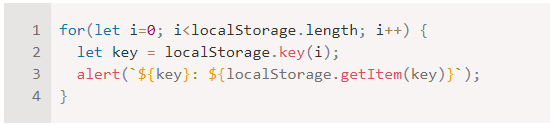 1 for(let i=0; i<localStorage.length; i++) {
2   let key = localStorage.key(i);
3   alert(`${key}: ${localStorage.getItem(key)}`);
4 }